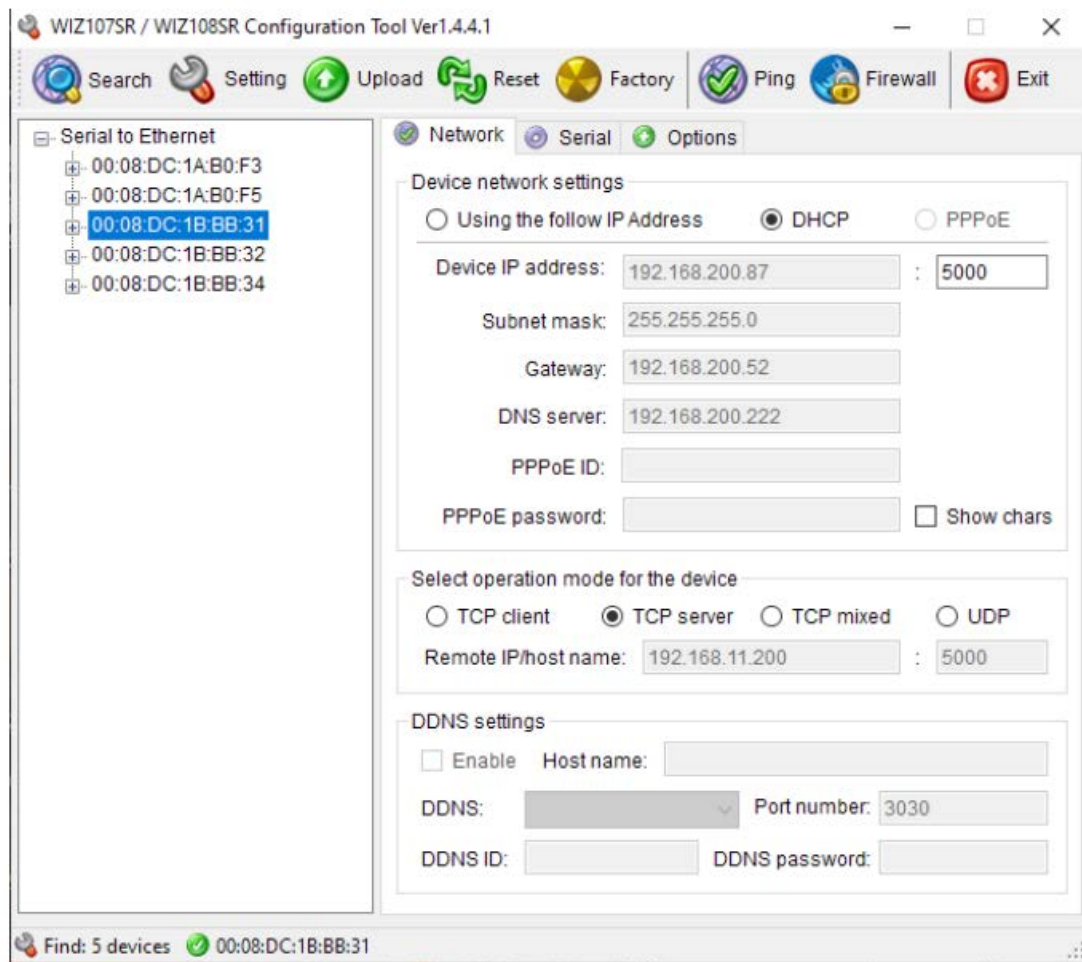 WIZ107SR / WIZ108SR Configuration Tool Ver1.4.4.1
Search Setting Upload Reset Factory Ping Firewall Exit
Serial to Ethernet
00:08:DC:1A:B0:F3
00:08:DC:1A:B0:F5
00:08:DC:1B:BB:31
00:08:DC:1B:BB:32
00:08:DC:1B:BB:34
Network Serial Options
Device network settings
Using the follow IP Address DHCP PPPoE
Device IP address: 192.168.200.87 : 5000
Subnet mask: 255.255.255.0
Gateway: 192.168.200.52
DNS server: 192.168.200.222
PPPoE ID:
PPPoE password: Show chars
Select operation mode for the device
TCP client TCP server TCP mixed UDP
Remote IP/host name: 192.168.11.200 : 5000
DDNS settings
Enable Host name:
DDNS: Port number: 3030
DDNS ID: DDNS password:
Find: 5 devices 00:08:DC:1B:BB:31